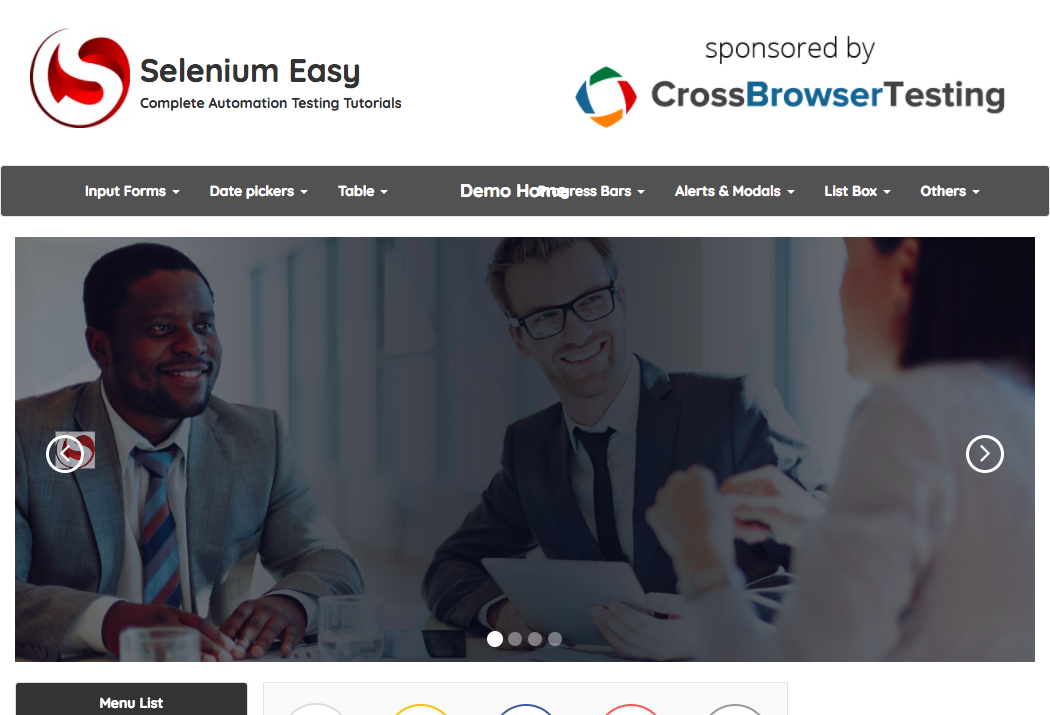 Selenium Easy
Complete Automation Testing Tutorials
sponsored by
CrossBrowserTesting
Input Forms Date pickers Table Demo Home Progress Bars Alerts & Modals List Box Others
Menu List